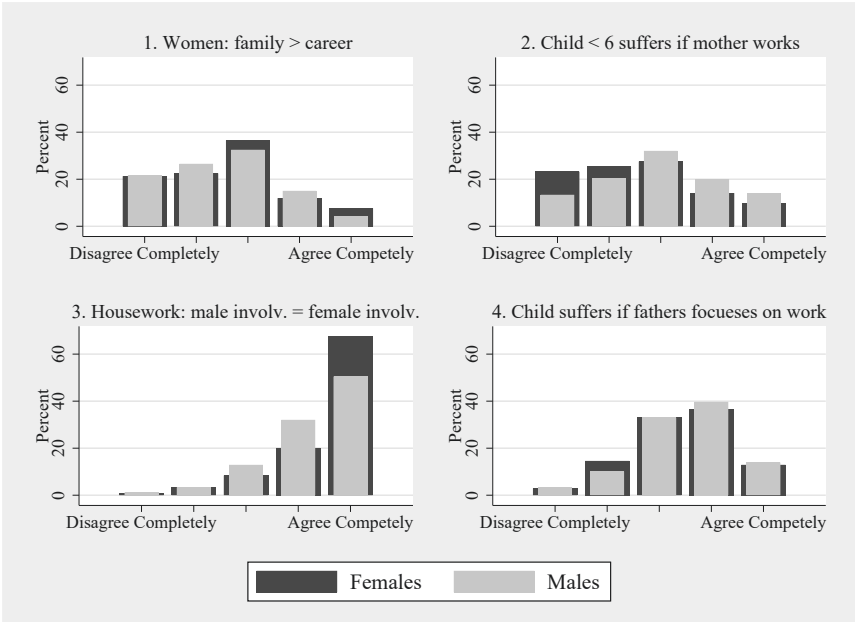 1. Women: family > career
Percent
60
40
20
0
Disagree Completely Agree Competely
2. Child < 6 suffers if mother works
Percent
60
40
20
0
Disagree Completely Agree Competely
3. Housework: male involv. = female involv.
Percent
60
40
20
0
Disagree Completely Agree Competely
4. Child suffers if fathers focueses on work
Percent
60
40
20
0
Disagree Completely Agree Competely
Females Males